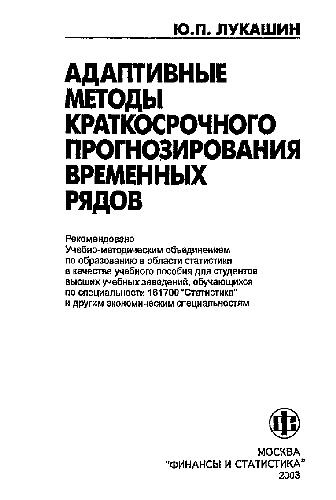 Ю.П. ЛУКАШИН
АДАПТИВНЫЕ
МЕТОДЫ
КРАТКОСРОЧНОГО
ПРОГНОЗИРОВАНИЯ
ВРЕМЕННЫХ
РЯДОВ
Рекомендовано
Учебно-методическим объединением
по образованию в области статистики
в качестве учебного пособия для студентов
высших учебных заведений, обучающихся
по специальности 161700 "Статистика"
и другим экономическим специальностям
МОСКВА
"ФИНАНСЫ И СТАТИСТИКА"
2003